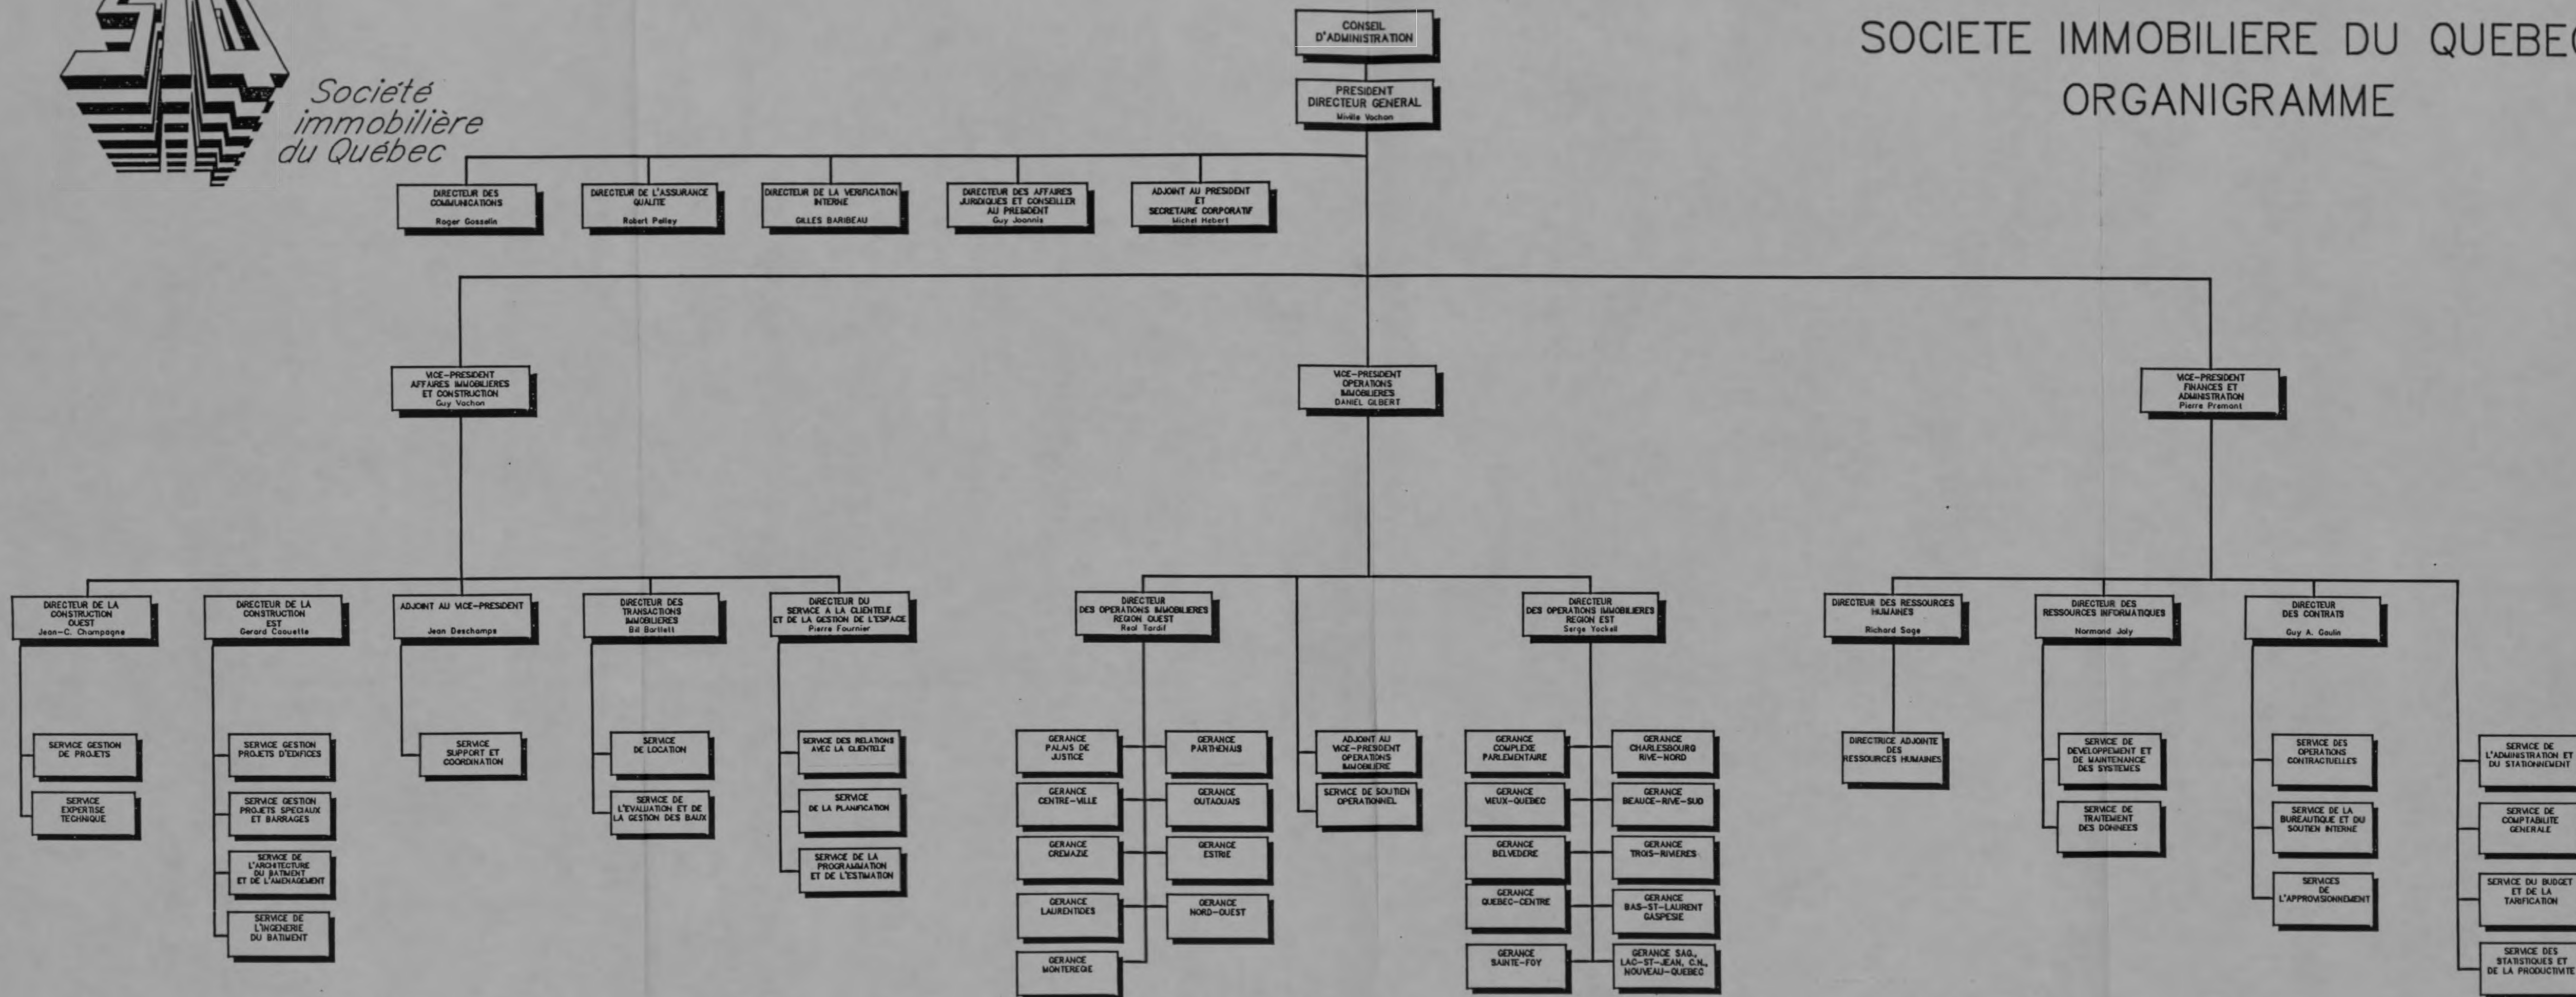 Société
immobilière
du Québec
SOCIETE IMMOBILIERE DU QUEBEC
ORGANIGRAMME
CONSEIL
D'ADMINISTRATION
PRESIDENT
DIRECTEUR GENERAL
Vachon
DIRECTEUR DES
COMMUNICATIONS
Roger Gosselin
DIRECTEUR DE L'ASSURANCE
QUALITE
Robert Pelley
DIRECTEUR DE LA VERIFICATION
INTERNE
GILLES BARIBEAU
DIRECTEUR DES AFFAIRES
JURIDIQUES ET CONSEILLER
AU PRESIDENT
Guy Joannis
ADJOINT AU PRESIDENT
ET
SECRETAIRE CORPORATIF
Michel Hebert
VICE-PRESIDENT
AFFAIRES IMMOBILIERES
ET CONSTRUCTION
Guy Vachon
VICE-PRESIDENT
OPERATIONS
IMMOBILIERES
DANIEL GILBERT
VICE-PRESIDENT
FINANCES ET
ADMINISTRATION
Pierre Premont
DIRECTEUR DE LA
CONSTRUCTION
OUEST
Jean-C. Champagne
DIRECTEUR DE LA
CONSTRUCTION
EST
Gerard Caouette
ADJOINT AU VICE-PRESIDENT
Jean Deschamps
DIRECTEUR DES
TRANSACTIONS
IMMOBILIERES
Bill Bartlett
DIRECTEUR DU
SERVICE A LA CLIENTELE
ET DE LA GESTION DE L'ESPACE
Pierre Fournier
DIRECTEUR
DES OPERATIONS IMMOBILIERES
REGION OUEST
Real Tardif
DIRECTEUR
DES OPERATIONS IMMOBILIERES
REGION EST
Serge Yockell
DIRECTEUR DES RESSOURCES
HUMAINES
Richard Sage
DIRECTEUR DES
RESSOURCES INFORMATIQUES
Normand Joly
DIRECTEUR
DES CONTRATS
Guy A. Goulin
SERVICE GESTION
DE PROJETS
SERVICE
EXPERTISE
TECHNIQUE
SERVICE GESTION
PROJETS D'EDIFICES
SERVICE GESTION
PROJETS SPECIAUX
ET BARRAGES
SERVICE DE
L'ARCHITECTURE
DU BATIMENT
ET DE L'AMENAGEMENT
SERVICE DE
L'INGENERIE
DU BATIMENT
SERVICE
SUPPORT ET
COORDINATION
SERVICE
DE LOCATION
SERVICE DE
L'EVALUATION ET DE
LA GESTION DES BAUX
SERVICE DES RELATIONS
AVEC LA CLIENTELE
SERVICE
DE LA PLANIFICATION
SERVICE DE LA
PROGRAMMATION
ET DE L'ESTIMATION
GERANCE
PALAIS DE
JUSTICE
GERANCE
CENTRE-VILLE
GERANCE
CREMAZIE
GERANCE
LAURENTIDES
GERANCE
MONTEREGIE
GERANCE
PARTHENAIS
GERANCE
OUTAOUAIS
GERANCE
ESTRIE
GERANCE
NORD-OUEST
ADJOINT AU
VICE-PRESIDENT
OPERATIONS
IMMOBILIERE
SERVICE DE SOUTIEN
OPERATIONNEL
GERANCE
COMPLEXE
PARLEMENTAIRE
GERANCE
VIEUX-QUEBEC
GERANCE
BELVEDERE
GERANCE
QUEBEC-CENTRE
GERANCE
SAINTE-FOY
GERANCE
CHARLESBOURG
RIVE-NORD
GERANCE
BEAUCE-RIVE-SUD
GERANCE
TROIS-RIVIERES
GERANCE
BAS-ST-LAURENT
GASPESIE
GERANCE SAG.,
LAC-ST-JEAN, C.N.,
NOUVEAU-QUEBEC
DIRECTRICE ADJOINTE
DES
RESSOURCES HUMAINES
SERVICE DE
DEVELOPPEMENT ET
DE MAINTENANCE
DES SYSTEMES
SERVICE DE
TRAITEMENT
DES DONNEES
SERVICE DES
OPERATIONS
CONTRACTUELLES
SERVICE DE LA
BUREAUTIQUE ET DU
SOUTIEN INTERNE
SERVICES
DE
L'APPROVISIONNEMENT
SERVICE DE
L'ADMINISTRATION ET
DU STATIONNEMENT
SERVICE DE
COMPTABILITE
GENERALE
SERVICE DU BUDGET
ET DE LA
TARIFICATION
SERVICE DES
STATISTIQUES ET
DE LA PRODUCTIVITE